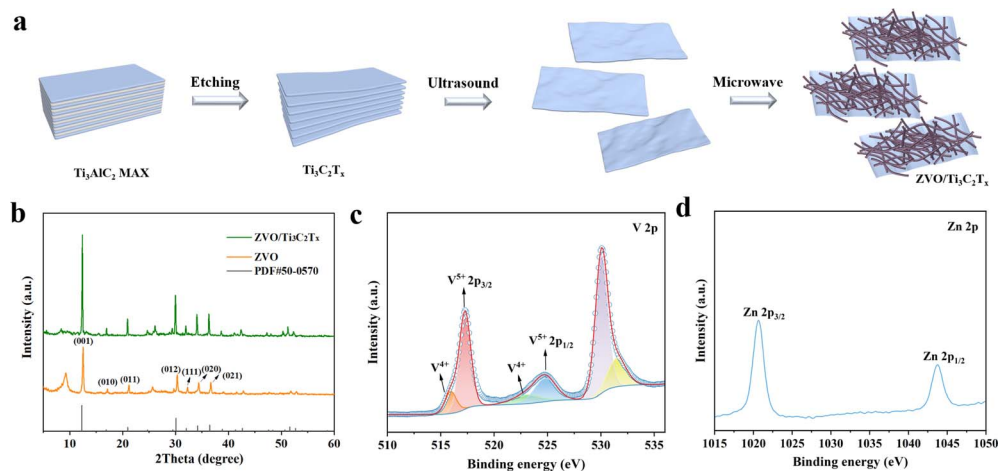 a
Etching
Ultrasound
Microwave
Ti₃AlC₂ MAX
Ti₃C₂Tₓ
ZVO/Ti₃C₂Tₓ
b
ZVO/Ti₃C₂Tₓ
ZVO
PDF#50-0570
(001)
(010)
(011)
(012)
(111)
(020)
(021)
Intensity (a.u.)
10 20 30 40 50 60
2Theta (degree)
c
V 2p
V⁵⁺ 2p₃/₂
V⁴⁺
V⁴⁺
V⁵⁺ 2p₁/₂
Intensity (a.u.)
510 515 520 525 530 535
Binding energy (eV)
d
Zn 2p
Zn 2p₃/₂
Zn 2p₁/₂
Intensity (a.u.)
1015 1020 1025 1030 1035 1040 1045 1050
Binding energy (eV)